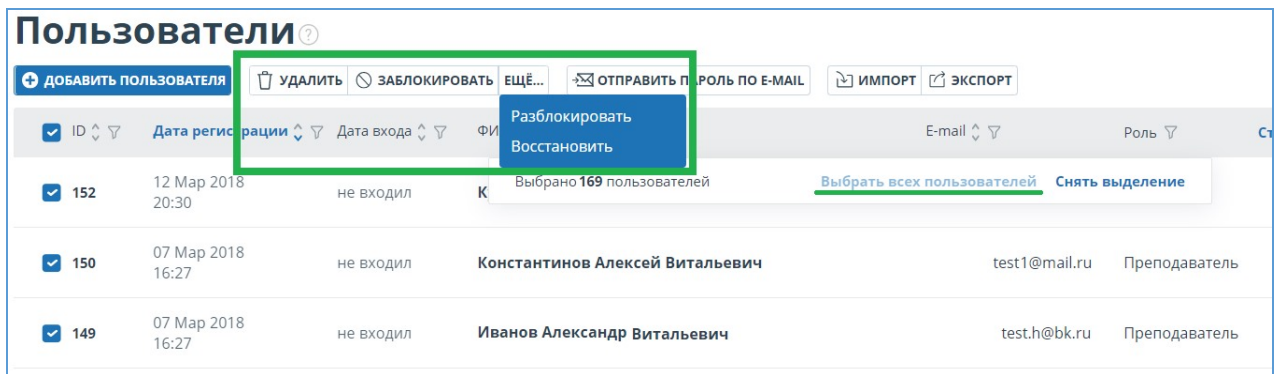 Пользователи ?
ДОБАВИТЬ ПОЛЬЗОВАТЕЛЯ УДАЛИТЬ ЗАБЛОКИРОВАТЬ ЕЩЁ... ОТПРАВИТЬ ПАРОЛЬ ПО E-MAIL ИМПОРТ ЭКСПОРТ
Разблокировать
Восстановить
ID Дата регистрации Дата входа E-mail Роль
Выбрано 169 пользователей Выбрать всех пользователей Снять выделение
152 12 Мар 2018 не входил К
20:30
150 07 Мар 2018 не входил Константинов Алексей Витальевич test1@mail.ru Преподаватель
16:27
149 07 Мар 2018 не входил Иванов Александр Витальевич test.h@bk.ru Преподаватель
16:27